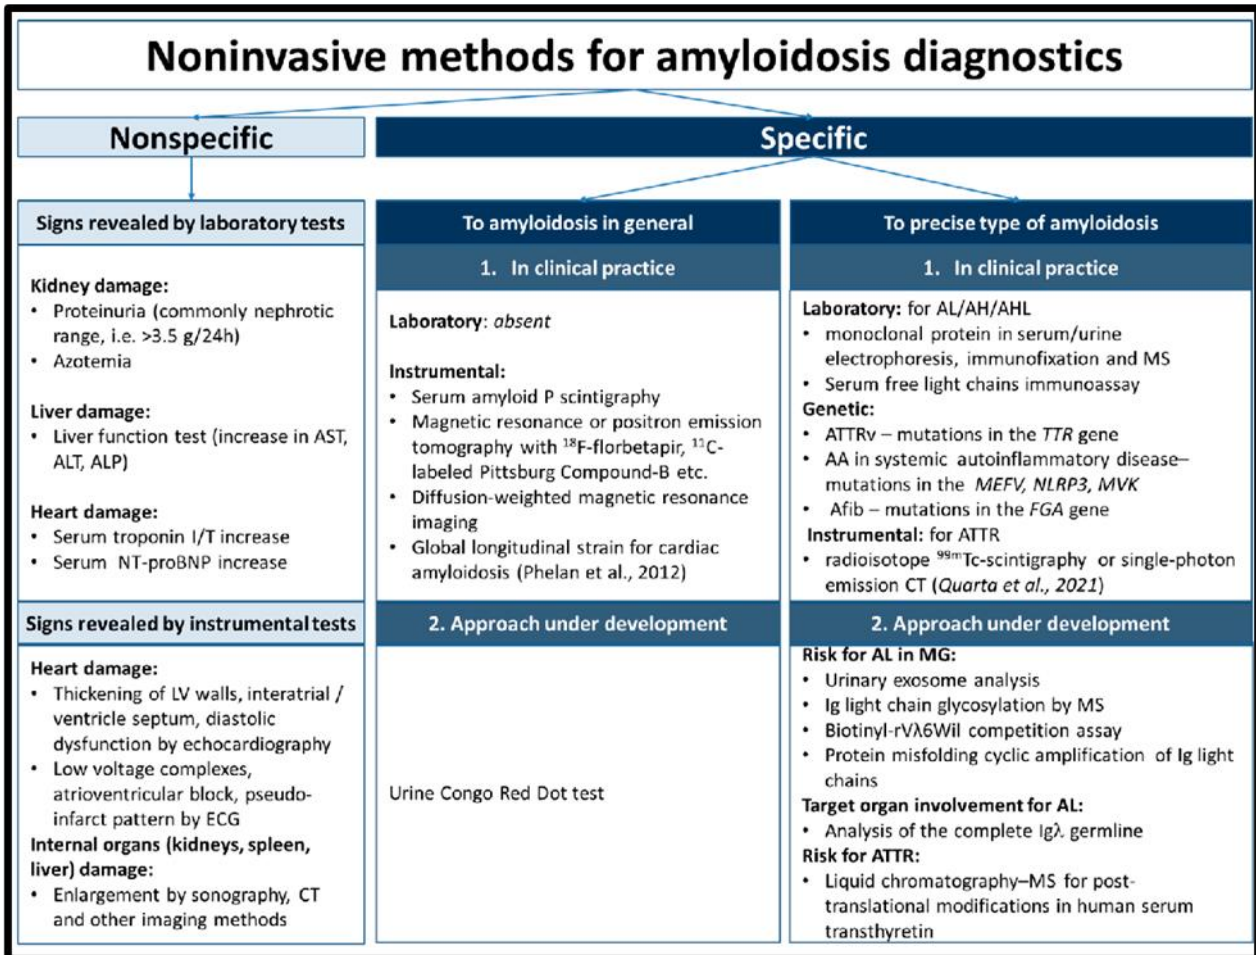 Noninvasive methods for amyloidosis diagnostics
Nonspecific
Specific
Signs revealed by laboratory tests
Kidney damage:
• Proteinuria (commonly nephrotic
range, i.e. >3.5 g/24h)
• Azotemia
Liver damage:
• Liver function test (increase in AST,
ALT, ALP)
Heart damage:
• Serum troponin I/T increase
• Serum NT-proBNP increase
Signs revealed by instrumental tests
Heart damage:
• Thickening of LV walls, interatrial /
ventricle septum, diastolic
dysfunction by echocardiography
• Low voltage complexes,
atrioventricular block, pseudo-
infarct pattern by ECG
Internal organs (kidneys, spleen,
liver) damage:
• Enlargement by sonography, CT
and other imaging methods
To amyloidosis in general
1. In clinical practice
Laboratory: absent
Instrumental:
• Serum amyloid P scintigraphy
• Magnetic resonance or positron emission
tomography with ¹⁸F-florbetapir, ¹¹C-
labeled Pittsburg Compound-B etc.
• Diffusion-weighted magnetic resonance
imaging
• Global longitudinal strain for cardiac
amyloidosis (Phelan et al., 2012)
2. Approach under development
Urine Congo Red Dot test
To precise type of amyloidosis
1. In clinical practice
Laboratory: for AL/AH/AHL
• monoclonal protein in serum/urine
electrophoresis, immunofixation and MS
• Serum free light chains immunoassay
Genetic:
• ATTRv – mutations in the TTR gene
• AA in systemic autoinflammatory disease–
mutations in the MEFV, NLRP3, MVK
• Afib – mutations in the FGA gene
Instrumental: for ATTR
• radioisotope ⁹⁹ᵐTc-scintigraphy or single-photon
emission CT (Quarta et al., 2021)
2. Approach under development
Risk for AL in MG:
• Urinary exosome analysis
• Ig light chain glycosylation by MS
• Biotinyl-rVλ6Wil competition assay
• Protein misfolding cyclic amplification of Ig light
chains
Target organ involvement for AL:
• Analysis of the complete Igλ germline
Risk for ATTR:
• Liquid chromatography–MS for post-
translational modifications in human serum
transthyretin